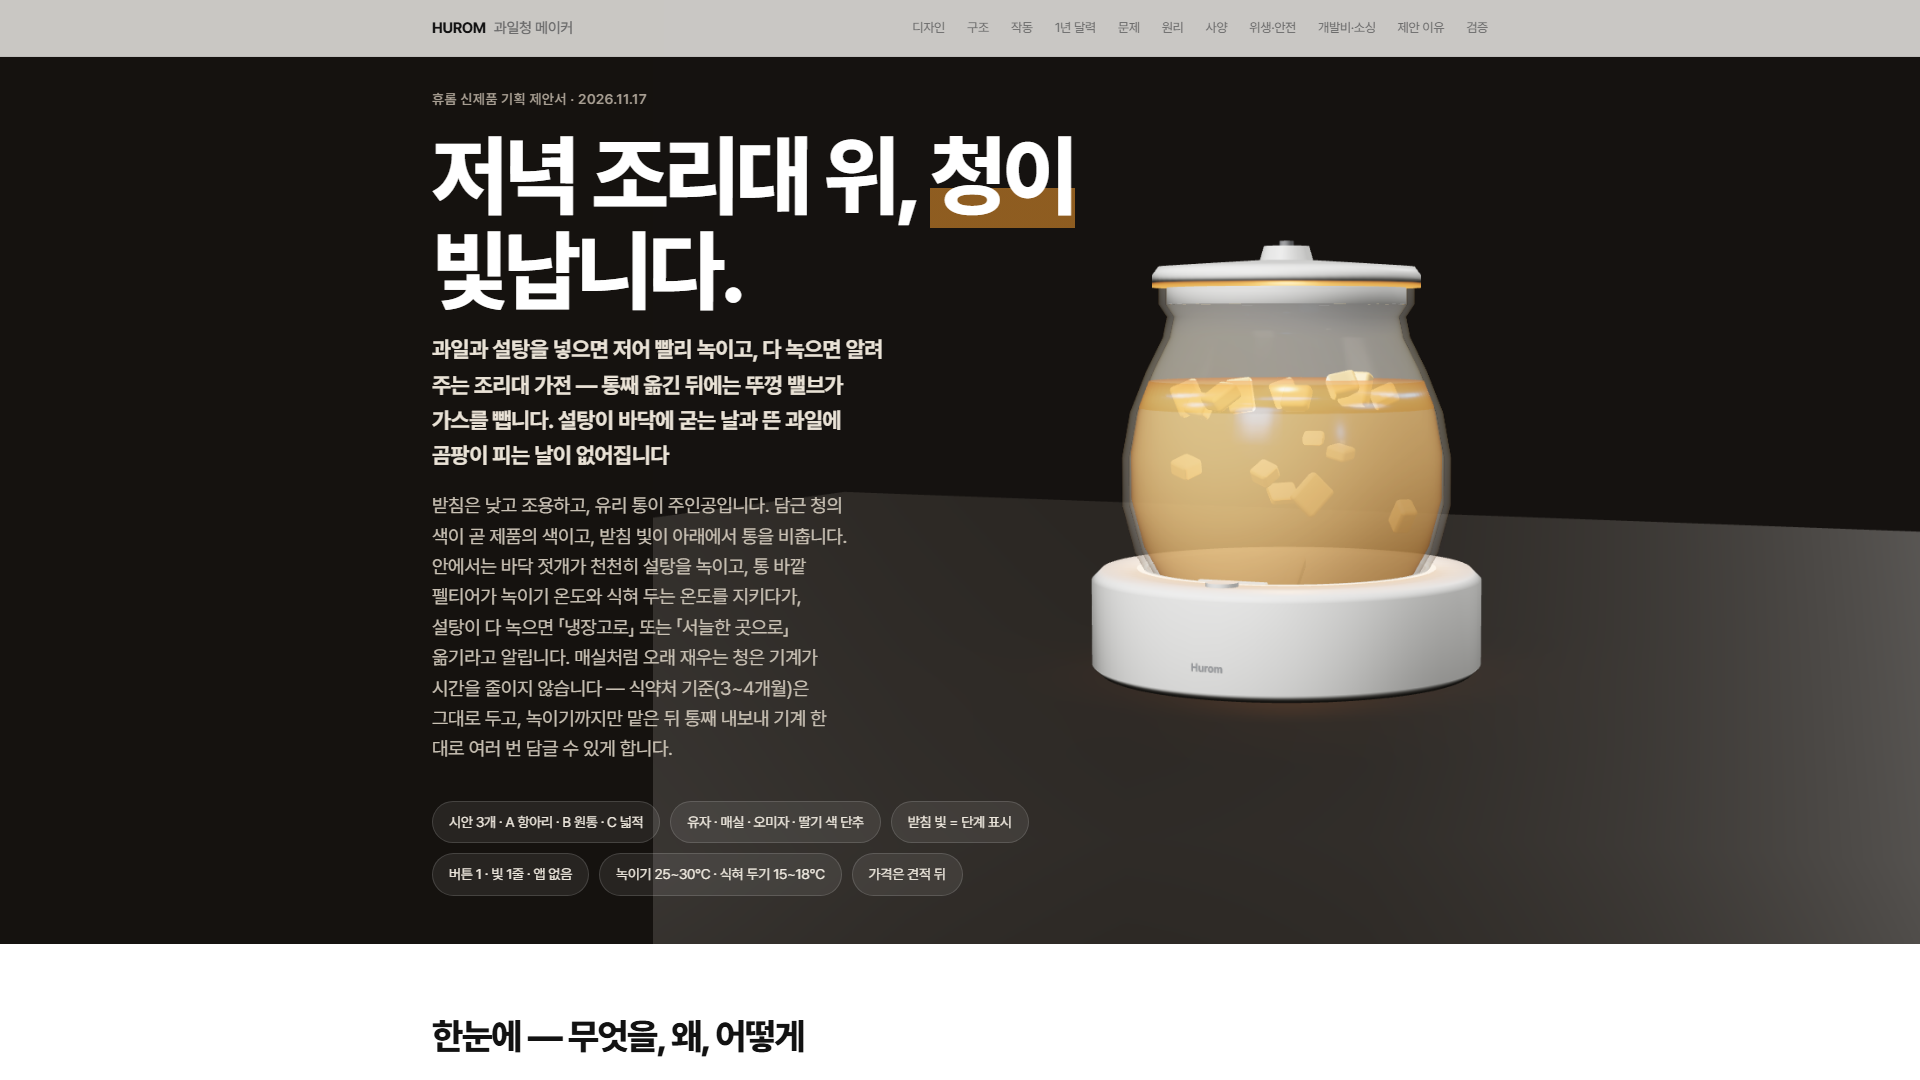 HUROM 과일청 메이커
디자인 구조 작동 1년 달력 문제 원리 사양 위생·안전 개발비·소싱 제안 이유 검증
휴롬 신제품 기획 제안서 · 2026.11.17
저녁 조리대 위, 청이
빛납니다.
과일과 설탕을 넣으면 저어 빨리 녹이고, 다 녹으면 알려
주는 조리대 가전 — 통째 옮긴 뒤에는 뚜껑 밸브가
가스를 뺍니다. 설탕이 바닥에 굳는 날과 뜬 과일에
곰팡이 피는 날이 없어집니다
받침은 낮고 조용하고, 유리 통이 주인공입니다. 담근 청의
색이 곧 제품의 색이고, 받침 빛이 아래에서 통을 비춥니다.
안에서는 바닥 젓개가 천천히 설탕을 녹이고, 통 바깥
펠티어가 녹이기 온도와 식혀 두는 온도를 지키다가,
설탕이 다 녹으면 「냉장고로」 또는 「서늘한 곳으로」
옮기라고 알립니다. 매실처럼 오래 재우는 청은 기계가
시간을 줄이지 않습니다 — 식약처 기준(3~4개월)은
그대로 두고, 녹이기까지만 맡은 뒤 통째 내보내 기계 한
대로 여러 번 담글 수 있게 합니다.
시안 3개 · A 항아리 · B 원통 · C 넓적
유자 · 매실 · 오미자 · 딸기 색 단추
받침 빛 = 단계 표시
버튼 1 · 빛 1줄 · 앱 없음
녹이기 25~30°C · 식혀 두기 15~18°C
가격은 견적 뒤
Hurom
한눈에 — 무엇을, 왜, 어떻게